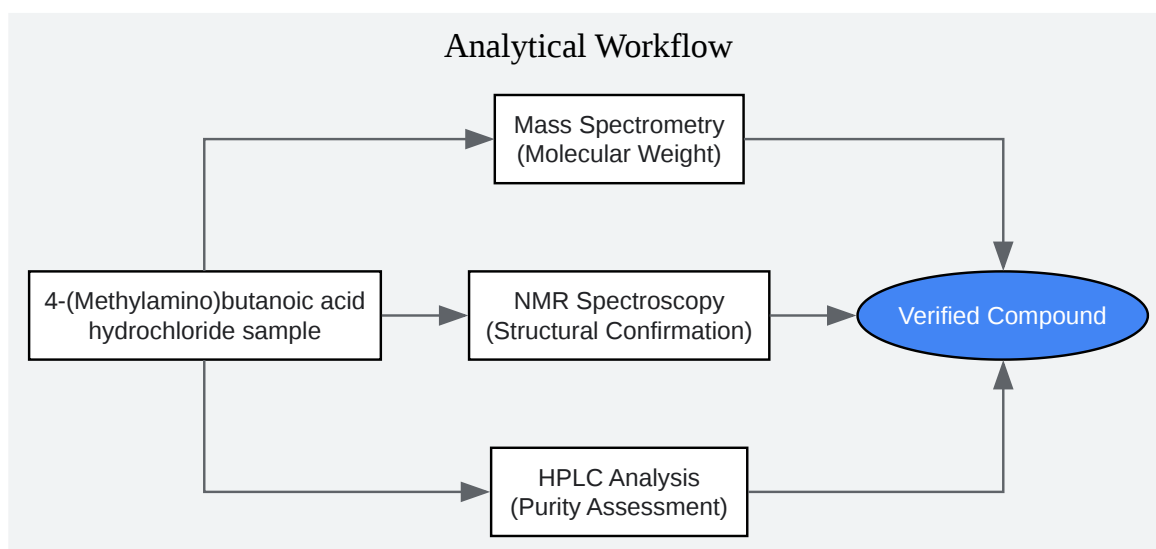 Analytical Workflow
Mass Spectrometry
(Molecular Weight)
4-(Methylamino)butanoic acid
hydrochloride sample
NMR Spectroscopy
(Structural Confirmation)
Verified Compound
HPLC Analysis
(Purity Assessment)